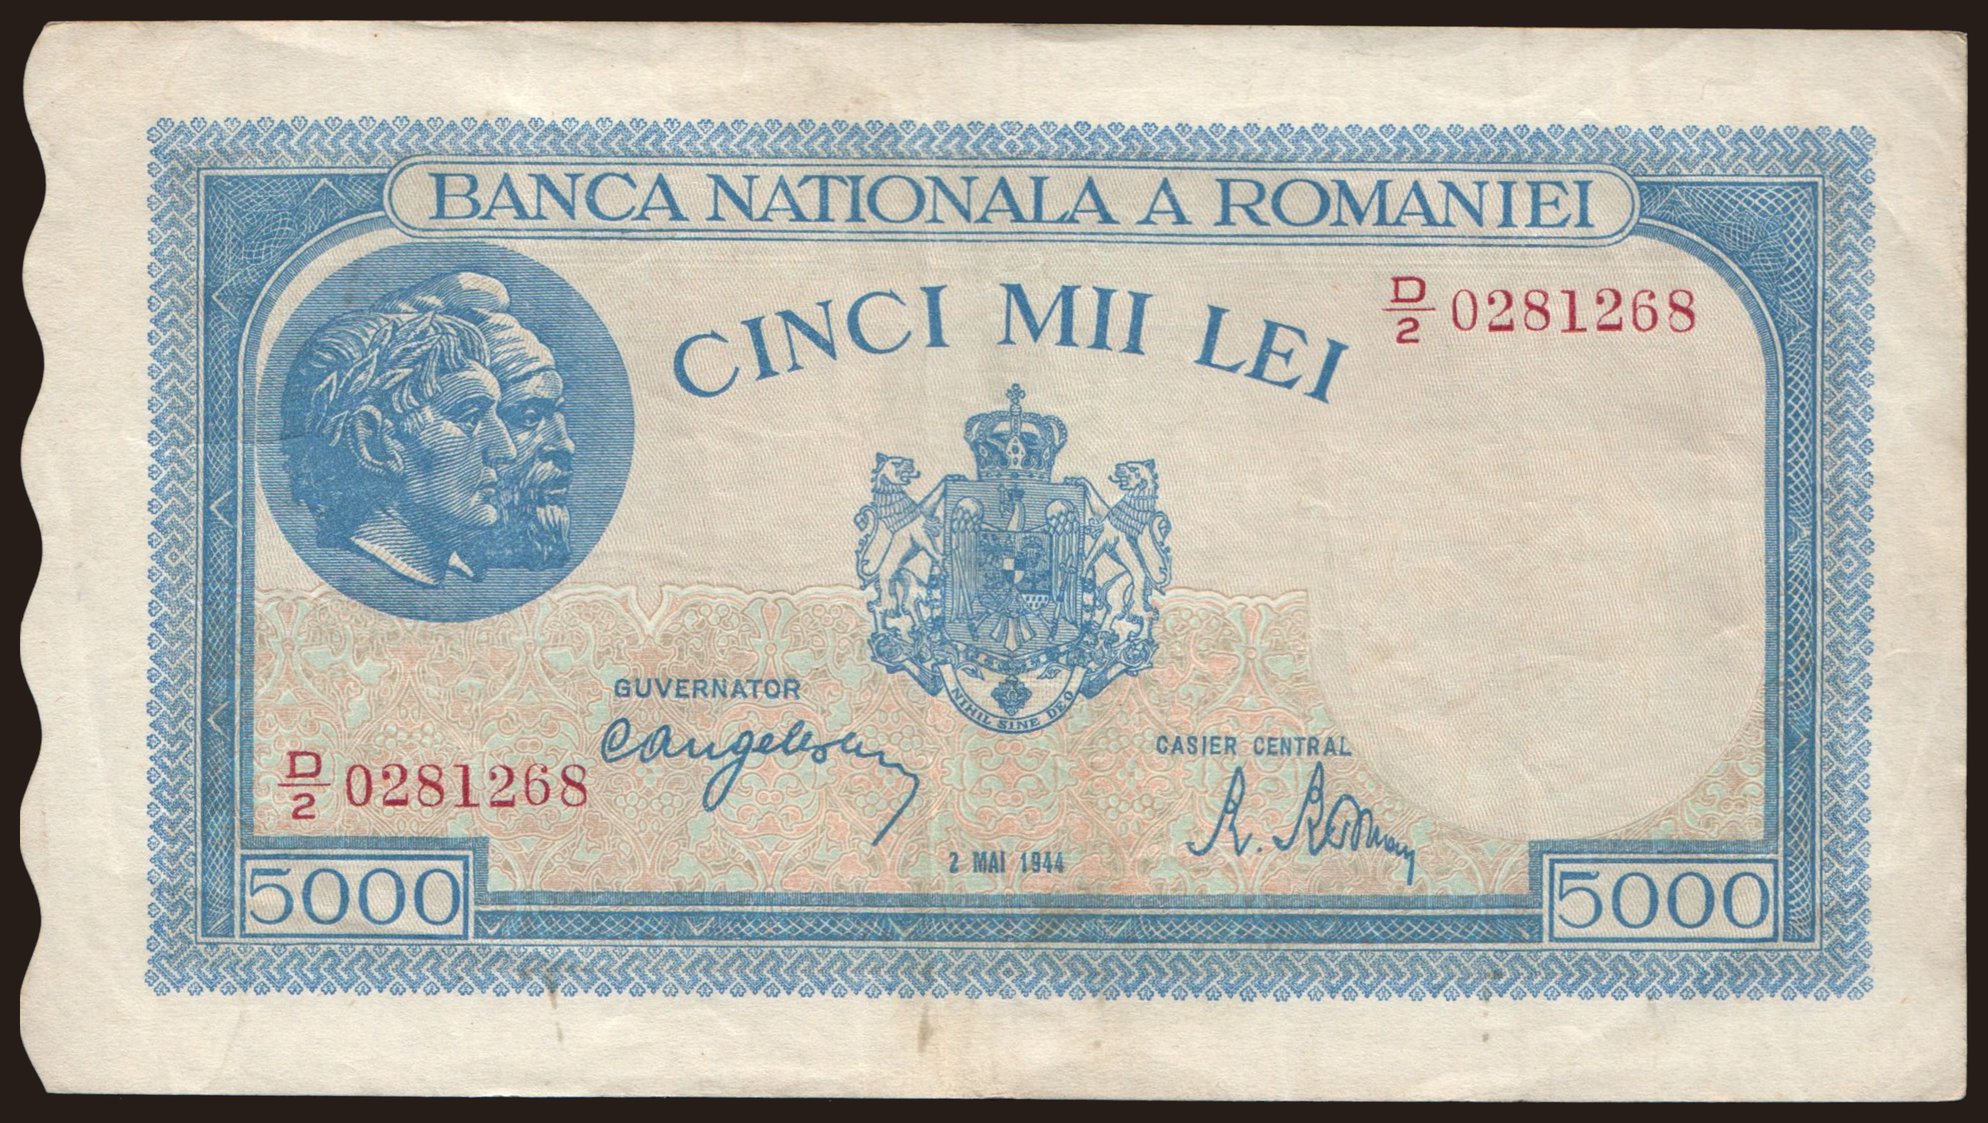 BANCA NATIONALA A ROMANIEI
CINCI MII LEI
D/2 0281268
NIHIL SINE DEO
GUVERNATOR
CASIER CENTRAL
D/2 0281268
2 MAI 1944
5000
5000